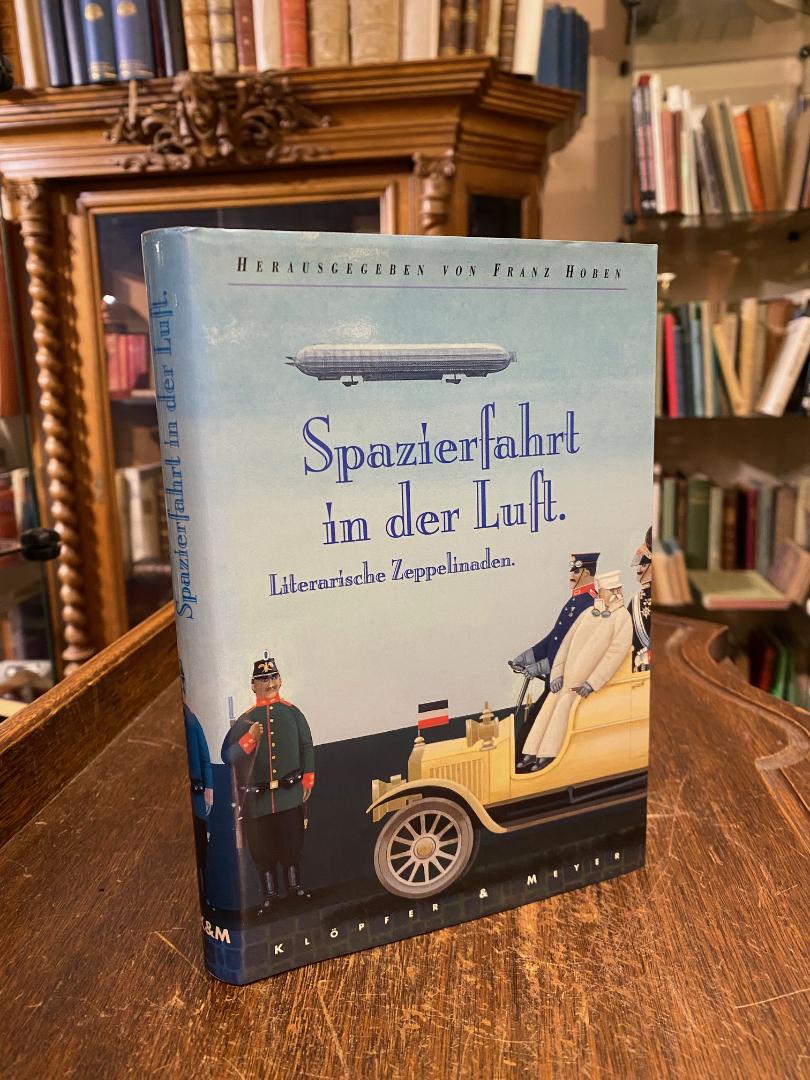 HERAUSGEGEBEN VON FRANZ HOBEN
Spazierfahrt
in der Luft.
Literarische Zeppelinaden.
KLÖPFER & MEYER
Spazierfahrt in der Luft.
K&M